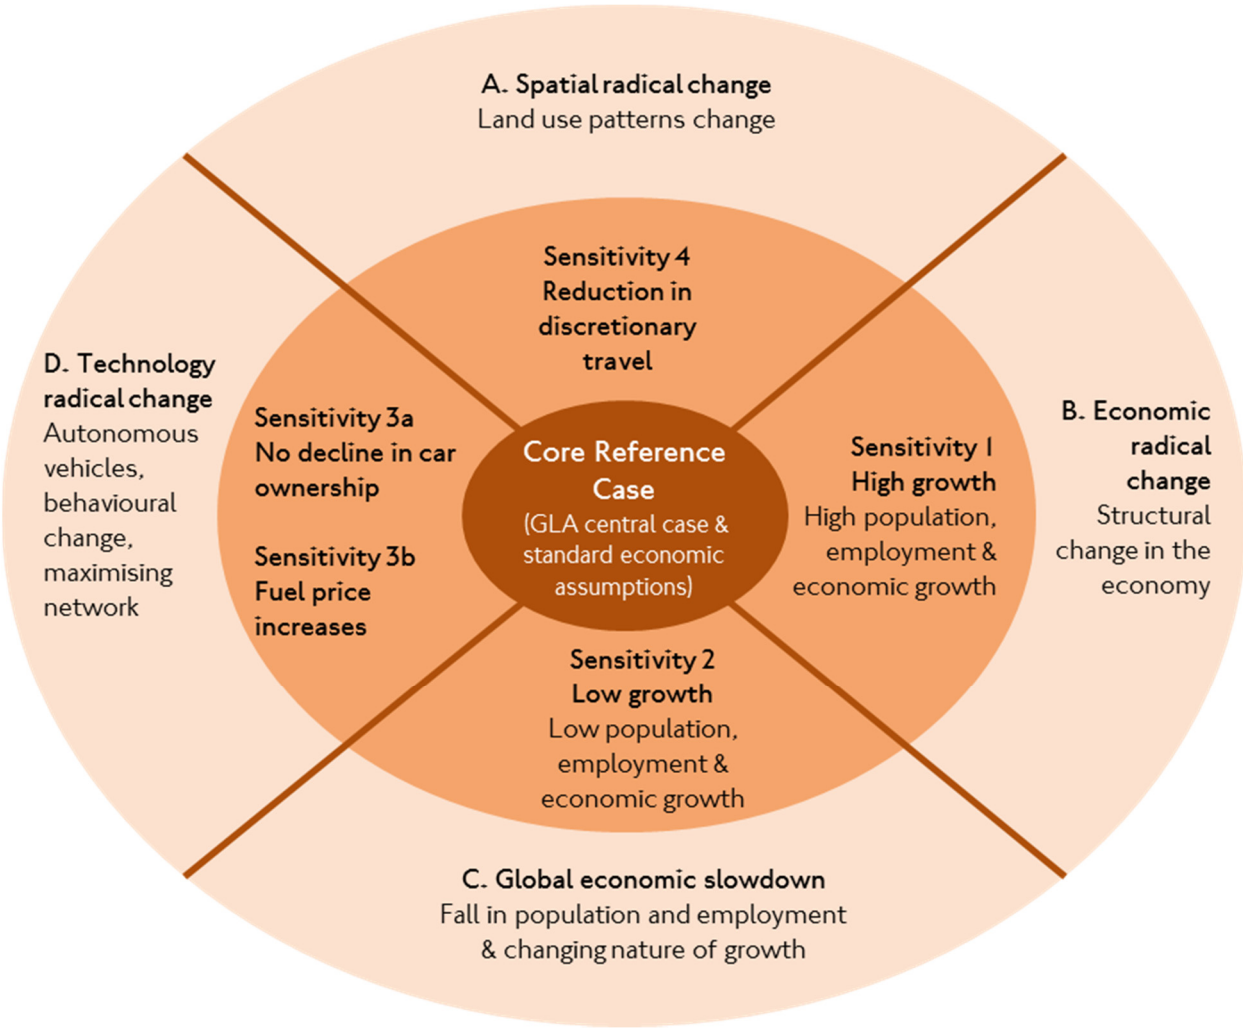 A. Spatial radical change
Land use patterns change
Sensitivity 4
Reduction in
discretionary
travel
D. Technology
radical change
Autonomous
vehicles,
behavioural
change,
maximising
network
Sensitivity 3a
No decline in car
ownership
Sensitivity 3b
Fuel price
increases
Core Reference
Case
(GLA central case &
standard economic
assumptions)
Sensitivity 1
High growth
High population,
employment &
economic growth
B. Economic
radical
change
Structural
change in the
economy
Sensitivity 2
Low growth
Low population,
employment &
economic growth
C. Global economic slowdown
Fall in population and employment
& changing nature of growth